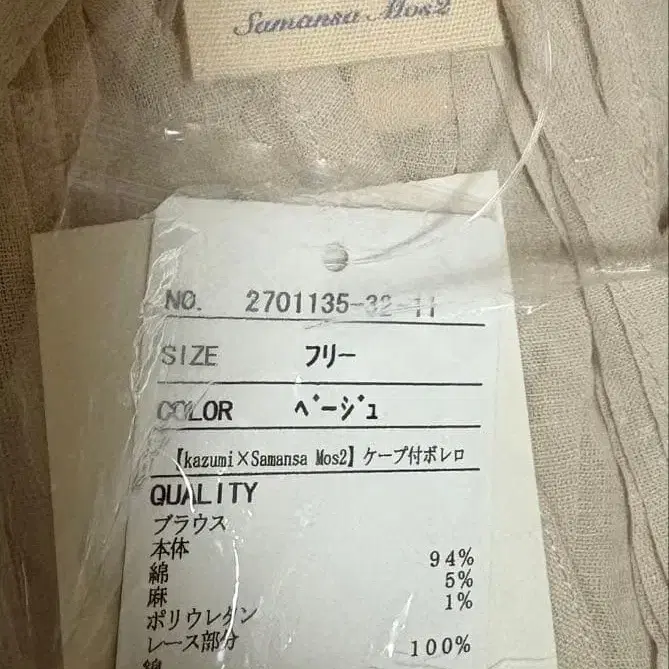 Samansa Mos2
NO. 2701135-32-11
SIZE フリー
COLOR ベージュ
【kazumi×Samansa Mos2】ケープ付ボレロ
QUALITY
ブラウス
本体
綿 94%
麻 5%
ポリウレタン 1%
レース部分
綿 100%